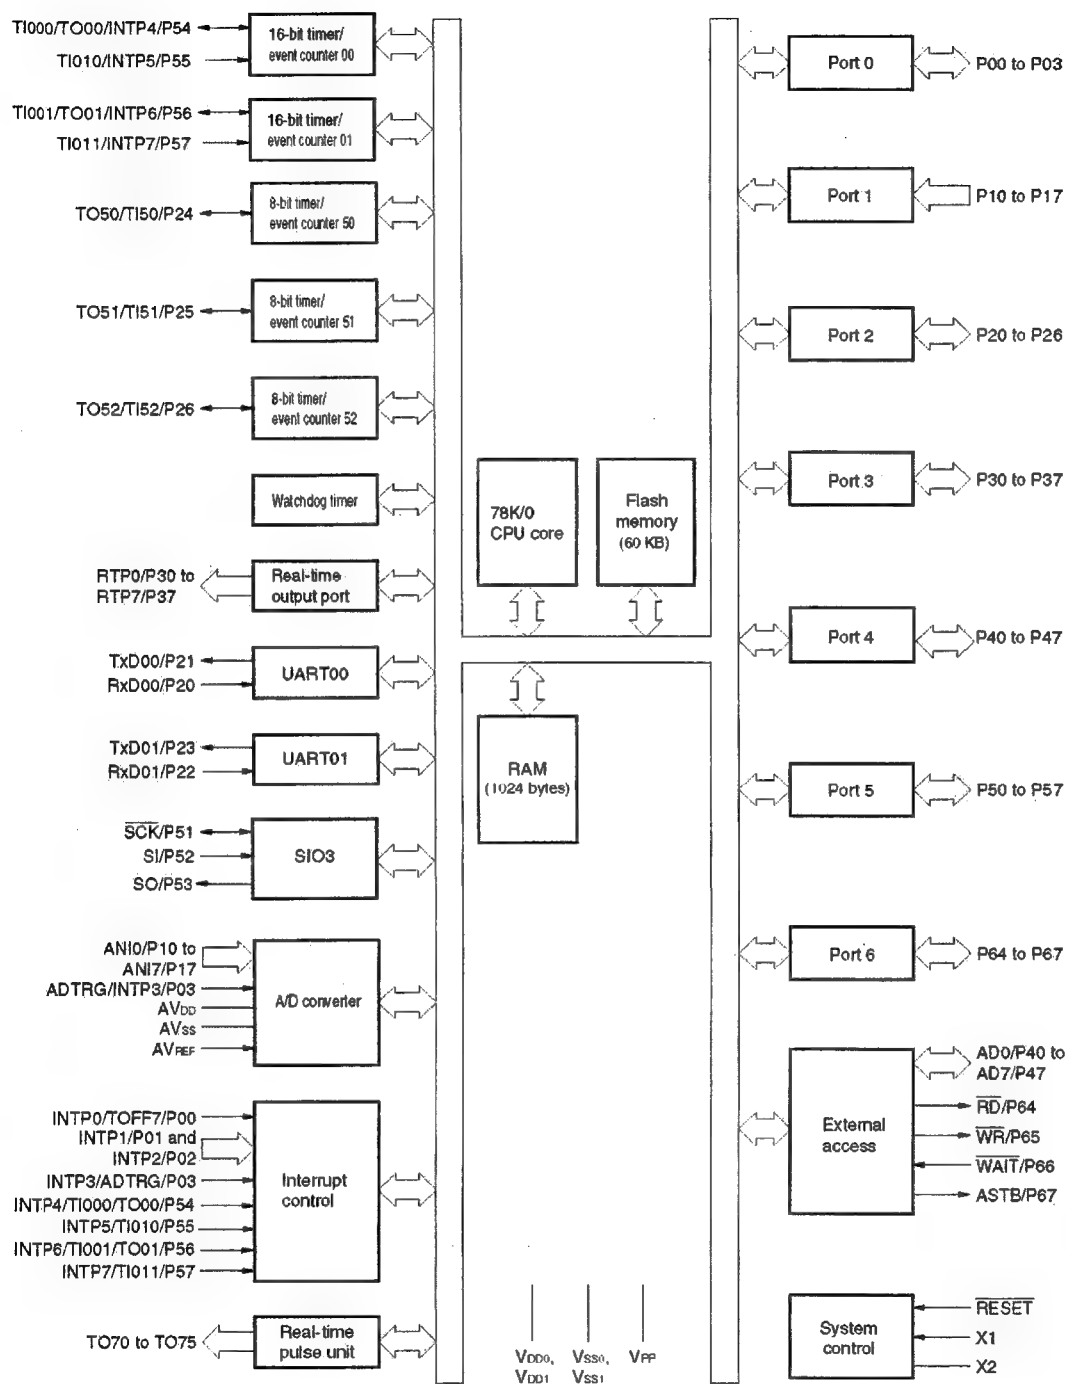 TI000/TO00/INTP4/P54
TI010/INTP5/P55
16-bit timer/
event counter 00
TI001/TO01/INTP6/P56
TI011/INTP7/P57
16-bit timer/
event counter 01
TO50/TI50/P24
8-bit timer/
event counter 50
TO51/TI51/P25
8-bit timer/
event counter 51
TO52/TI52/P26
8-bit timer/
event counter 52
Watchdog timer
RTP0/P30 to
RTP7/P37
Real-time
output port
TxD00/P21
RxD00/P20
UART00
TxD01/P23
RxD01/P22
UART01
SCK/P51
SI/P52
SO/P53
SIO3
ANI0/P10 to
ANI7/P17
ADTRG/INTP3/P03
AVDD
AVSS
AVREF
A/D converter
INTP0/TOFF7/P00
INTP1/P01 and
INTP2/P02
INTP3/ADTRG/P03
INTP4/TI000/TO00/P54
INTP5/TI010/P55
INTP6/TI001/TO01/P56
INTP7/TI011/P57
Interrupt
control
TO70 to TO75
Real-time
pulse unit
78K/0
CPU core
Flash
memory
(60 KB)
RAM
(1024 bytes)
VDD0,
VDD1
VSS0,
VSS1
VPP
Port 0
P00 to P03
Port 1
P10 to P17
Port 2
P20 to P26
Port 3
P30 to P37
Port 4
P40 to P47
Port 5
P50 to P57
Port 6
P64 to P67
External
access
AD0/P40 to
AD7/P47
RD/P64
WR/P65
WAIT/P66
ASTB/P67
System
control
RESET
X1
X2